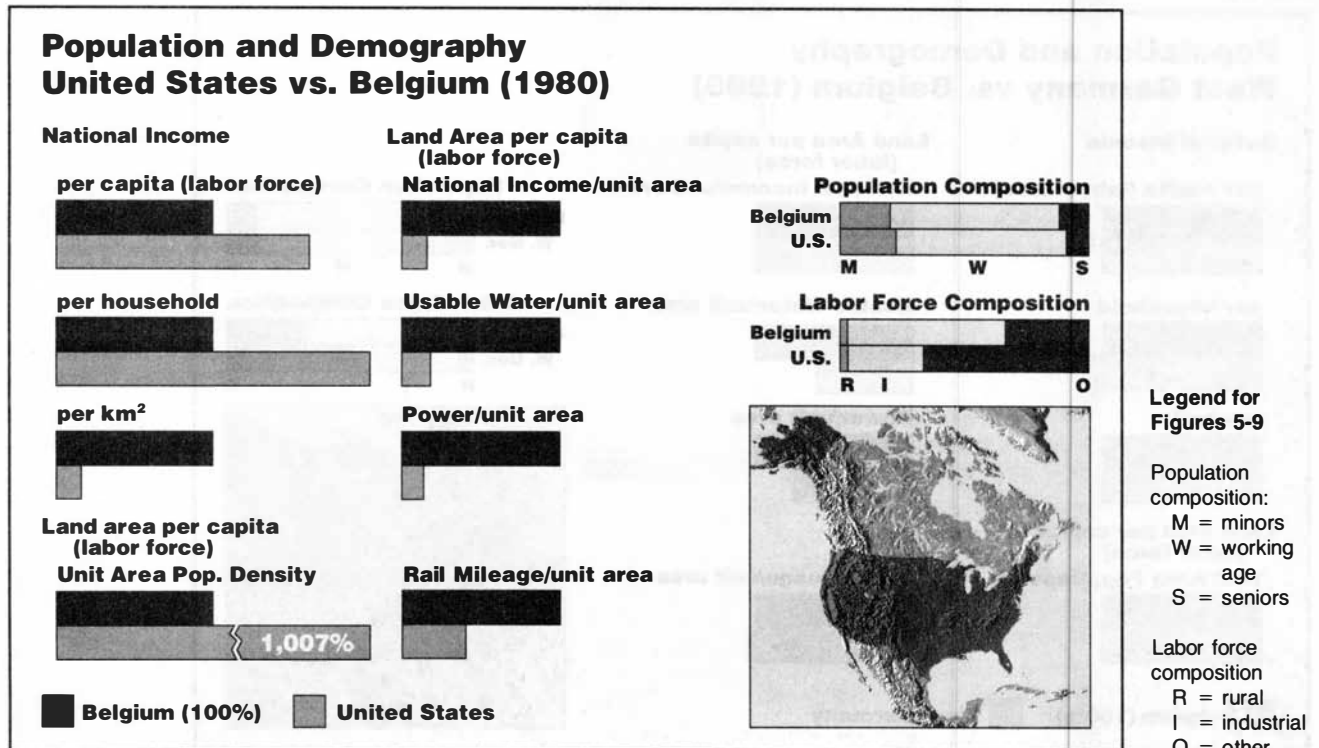 Population and Demography
United States vs. Belgium (1980)
National Income
per capita (labor force)
per household
per km²
Land area per capita
(labor force)
Unit Area Pop. Density
1,007%
Land Area per capita
(labor force)
National Income/unit area
Usable Water/unit area
Power/unit area
Rail Mileage/unit area
Belgium (100%)
United States
Population Composition
Belgium
U.S.
M W S
Labor Force Composition
Belgium
U.S.
R I O
Legend for
Figures 5-9
Population
composition:
M = minors
W = working
age
S = seniors
Labor force
composition
R = rural
I = industrial
O = other